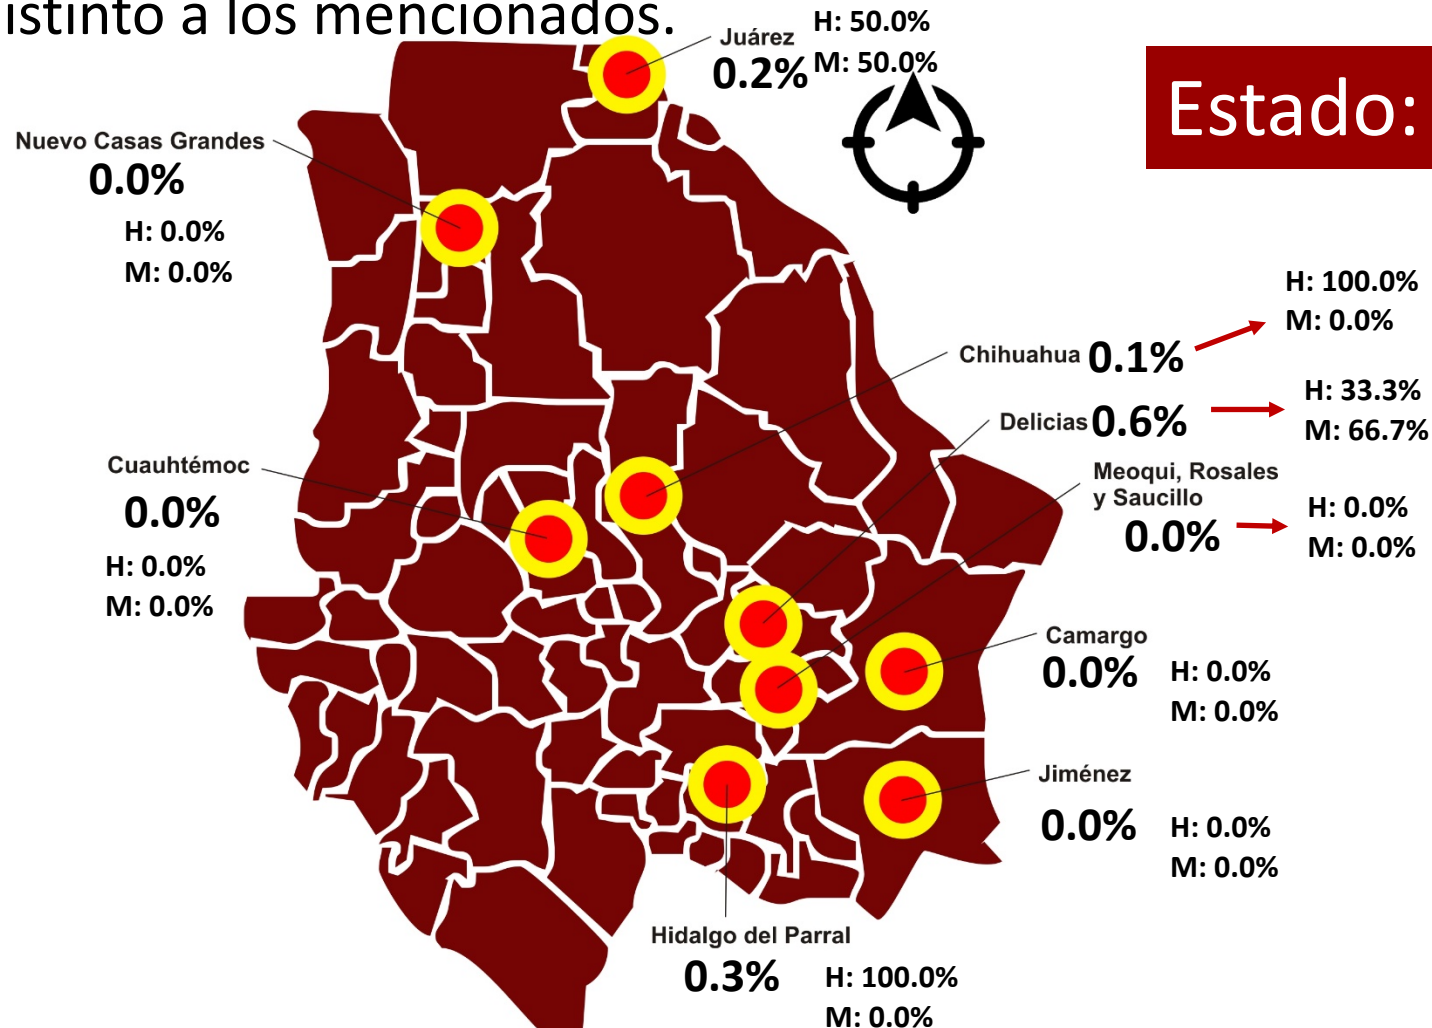 istinto a los mencionados.
Juárez
0.2%
H: 50.0%
M: 50.0%
Estado:
Nuevo Casas Grandes
0.0%
H: 0.0%
M: 0.0%
Chihuahua 0.1%
H: 100.0%
M: 0.0%
Delicias 0.6%
H: 33.3%
M: 66.7%
Cuauhtémoc
0.0%
H: 0.0%
M: 0.0%
Meoqui, Rosales
y Saucillo
0.0%
H: 0.0%
M: 0.0%
Camargo
0.0%
H: 0.0%
M: 0.0%
Jiménez
0.0%
H: 0.0%
M: 0.0%
Hidalgo del Parral
0.3%
H: 100.0%
M: 0.0%